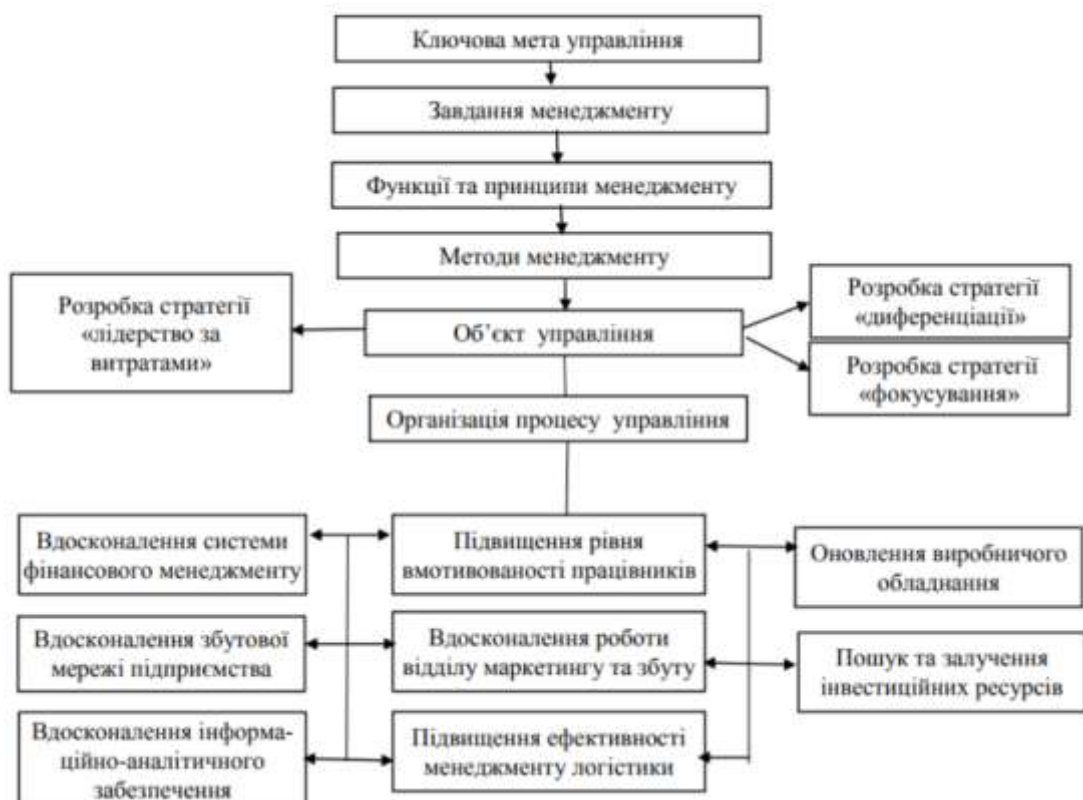 Ключова мета управління
Завдання менеджменту
Функції та принципи менеджменту
Методи менеджменту
Розробка стратегії
«лідерство за
витратами»
Об’єкт управління
Розробка стратегії
«диференціації»
Розробка стратегії
«фокусування»
Організація процесу управління
Вдосконалення системи
фінансового менеджменту
Підвищення рівня
вмотивованості працівників
Оновлення виробничого
обладнання
Вдосконалення збутової
мережі підприємства
Вдосконалення роботи
відділу маркетингу та збуту
Пошук та залучення
інвестиційних ресурсів
Вдосконалення інформа-
ційно-аналітичного
забезпечення
Підвищення ефективності
менеджменту логістики